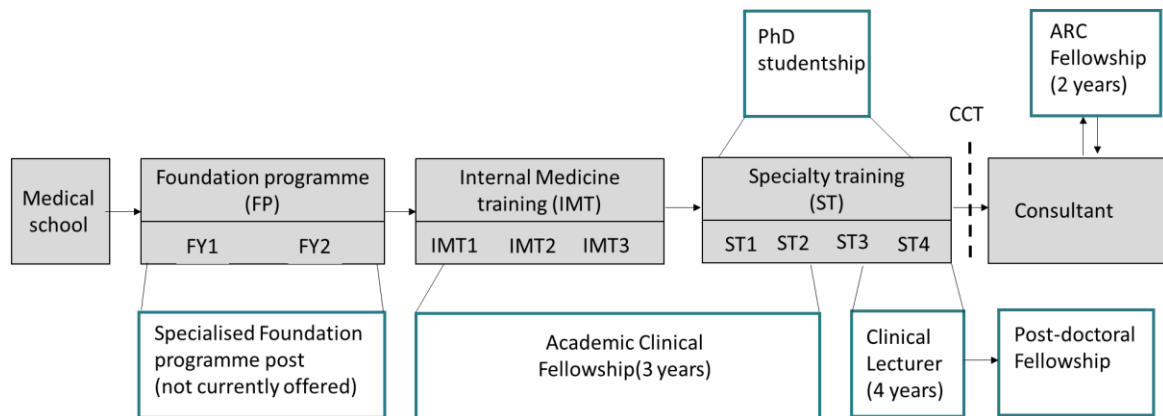 PhD
studentship
ARC
Fellowship
(2 years)
CCT
Medical
school
Foundation programme
(FP)
FY1 FY2
Internal Medicine
training (IMT)
IMT1 IMT2 IMT3
Specialty training
(ST)
ST1 ST2 ST3 ST4
Consultant
Specialised Foundation
programme post
(not currently offered)
Academic Clinical
Fellowship(3 years)
Clinical
Lecturer
(4 years)
Post-doctoral
Fellowship